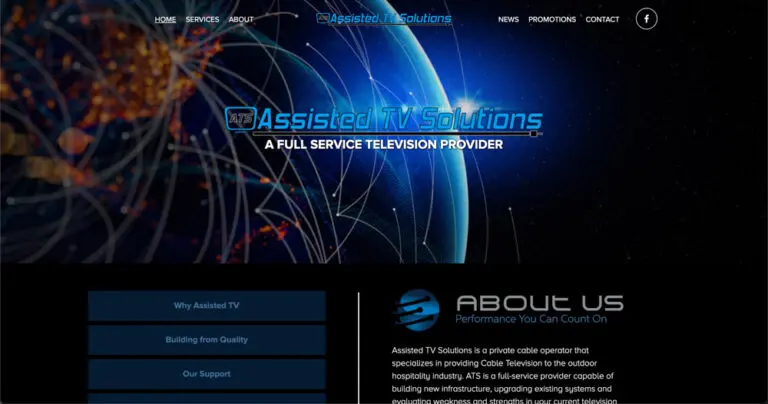 HOME SERVICES ABOUT
Assisted TV Solutions
NEWS PROMOTIONS CONTACT
f
ATS Assisted TV Solutions
A FULL SERVICE TELEVISION PROVIDER
Why Assisted TV
Building from Quality
Our Support
ABOUT US
Performance You Can Count On
Assisted TV Solutions is a private cable operator that
specializes in providing Cable Television to the outdoor
hospitality industry. ATS is a full-service provider capable of
building new infrastructure, upgrading existing systems and
evaluating weakness and strengths in your current television